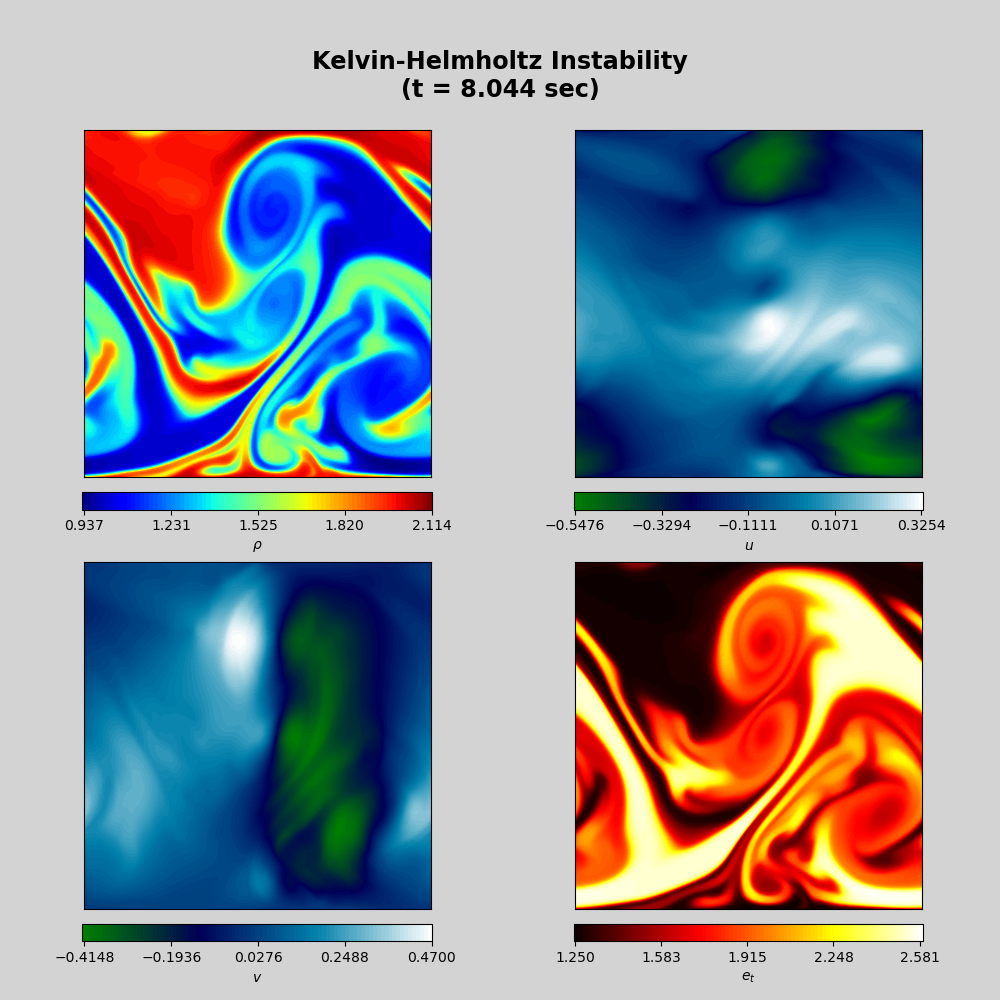 Kelvin-Helmholtz Instability
(t = 8.044 sec)
0.937 1.231 1.525 1.820 2.114
ρ
−0.5476 −0.3294 −0.1111 0.1071 0.3254
u
−0.4148 −0.1936 0.0276 0.2488 0.4700
v
1.250 1.583 1.915 2.248 2.581
eₜ